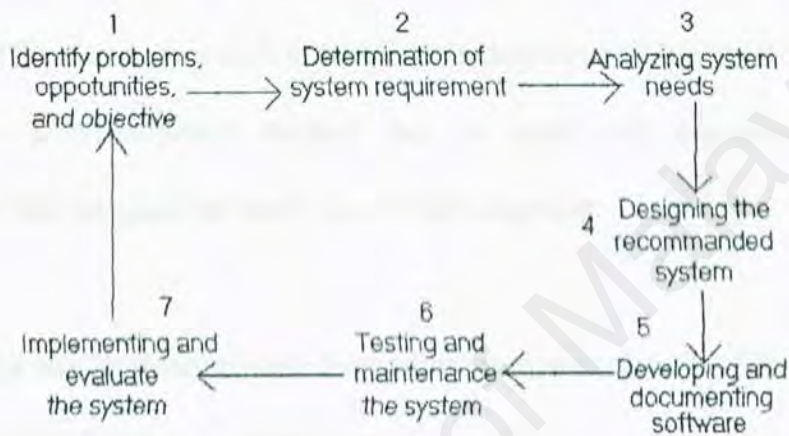 1
Identify problems,
oppotunities,
and objective
2
Determination of
system requirement
3
Analyzing system
needs
4
Designing the
recommanded
system
5
Developing and
documenting
software
6
Testing and
maintenance
the system
7
Implementing and
evaluate
the system